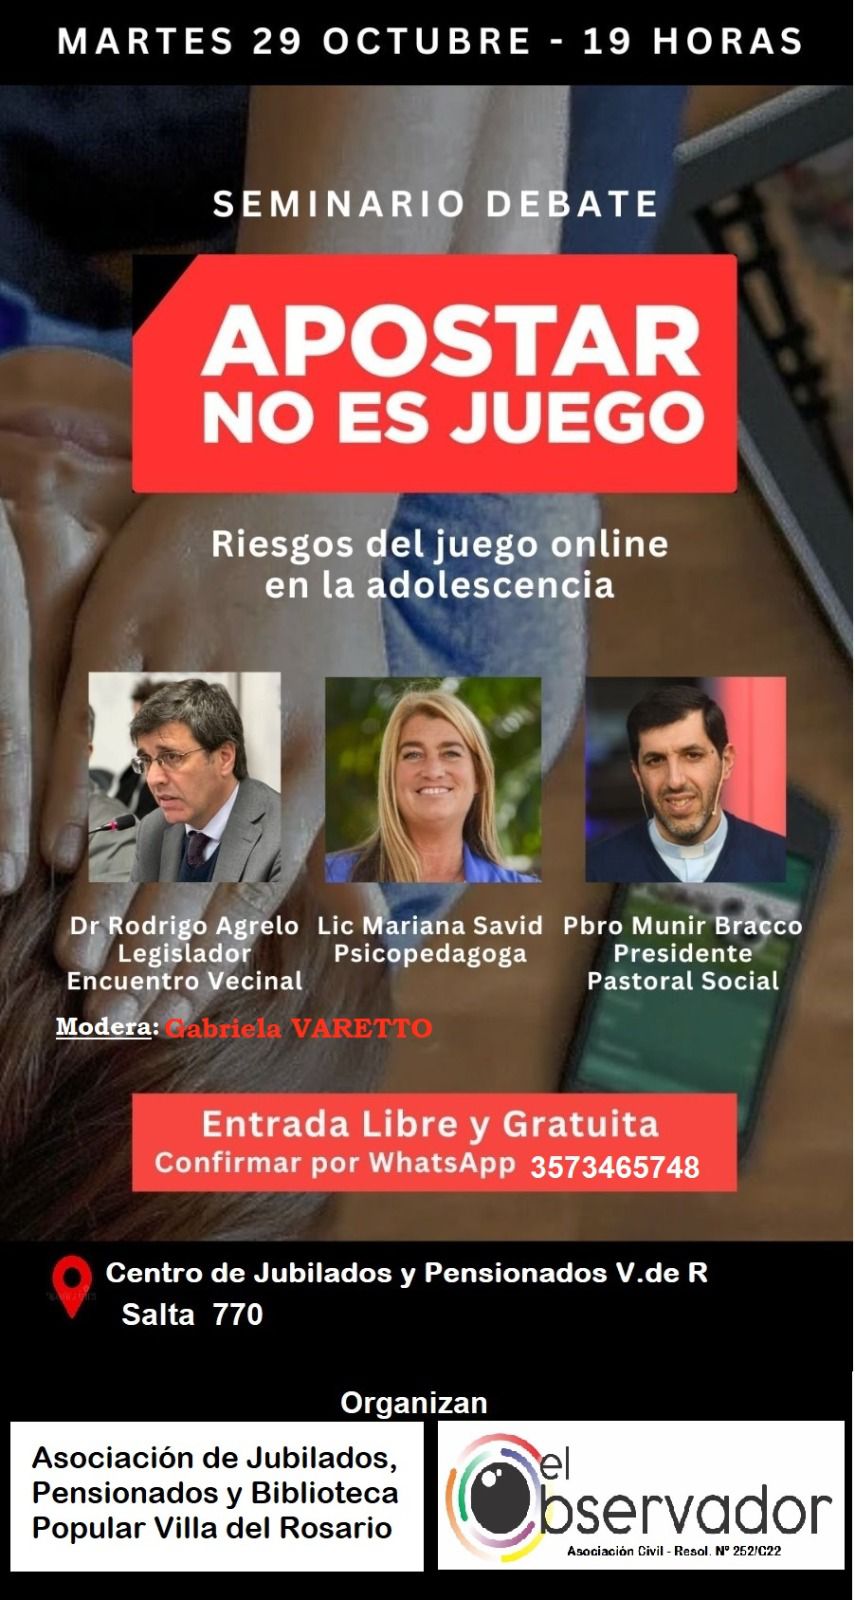 MARTES 29 OCTUBRE - 19 HORAS
SEMINARIO DEBATE
APOSTAR
NO ES JUEGO
Riesgos del juego online
en la adolescencia
Dr Rodrigo Agrelo
Legislador
Encuentro Vecinal
Lic Mariana Savid
Psicopedagoga
Pbro Munir Bracco
Presidente
Pastoral Social
Modera: Gabriela VARETTO
Entrada Libre y Gratuita
Confirmar por WhatsApp 3573465748
Centro de Jubilados y Pensionados V.de R
Salta 770
Organizan
Asociación de Jubilados,
Pensionados y Biblioteca
Popular Villa del Rosario
el
Observador
Asociación Civil - Resol. Nº 252/C22